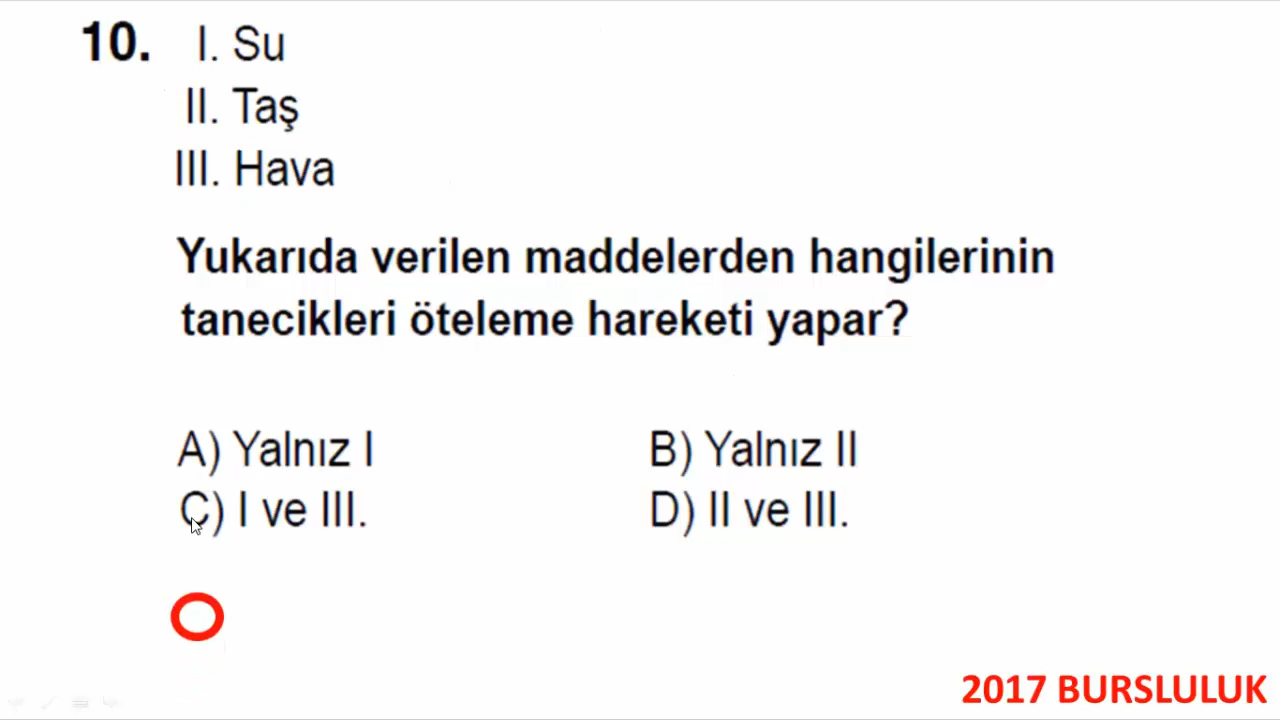 10. I. Su
II. Taş
III. Hava
Yukarıda verilen maddelerden hangilerinin
tanecikleri öteleme hareketi yapar?
A) Yalnız I B) Yalnız II
C) I ve III. D) II ve III.
2017 BURSLULUK